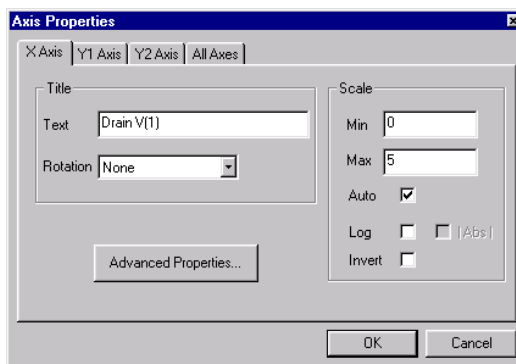 Axis Properties
X Axis Y1 Axis Y2 Axis All Axes
Title
Text Drain V(1)
Rotation None
Advanced Properties...
Scale
Min 0
Max 5
Auto
Log |Abs|
Invert
OK Cancel